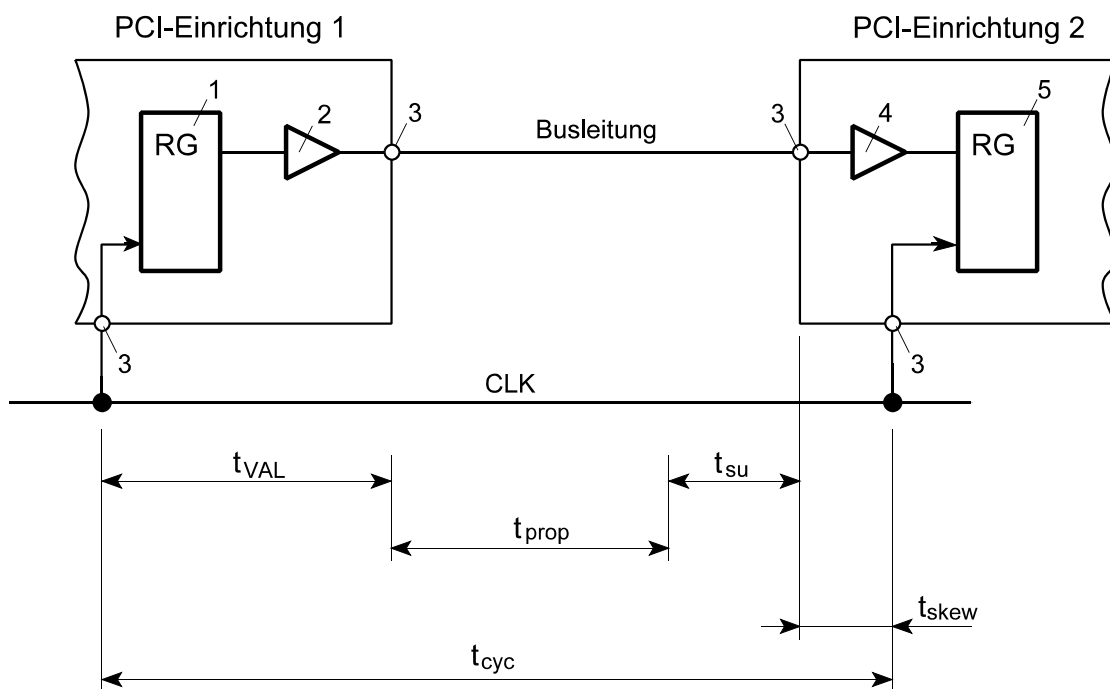 PCI-Einrichtung 1
PCI-Einrichtung 2
1
2
3
3
4
5
RG
RG
Busleitung
3
3
CLK
tVAL
tsu
tprop
tskew
tcyc